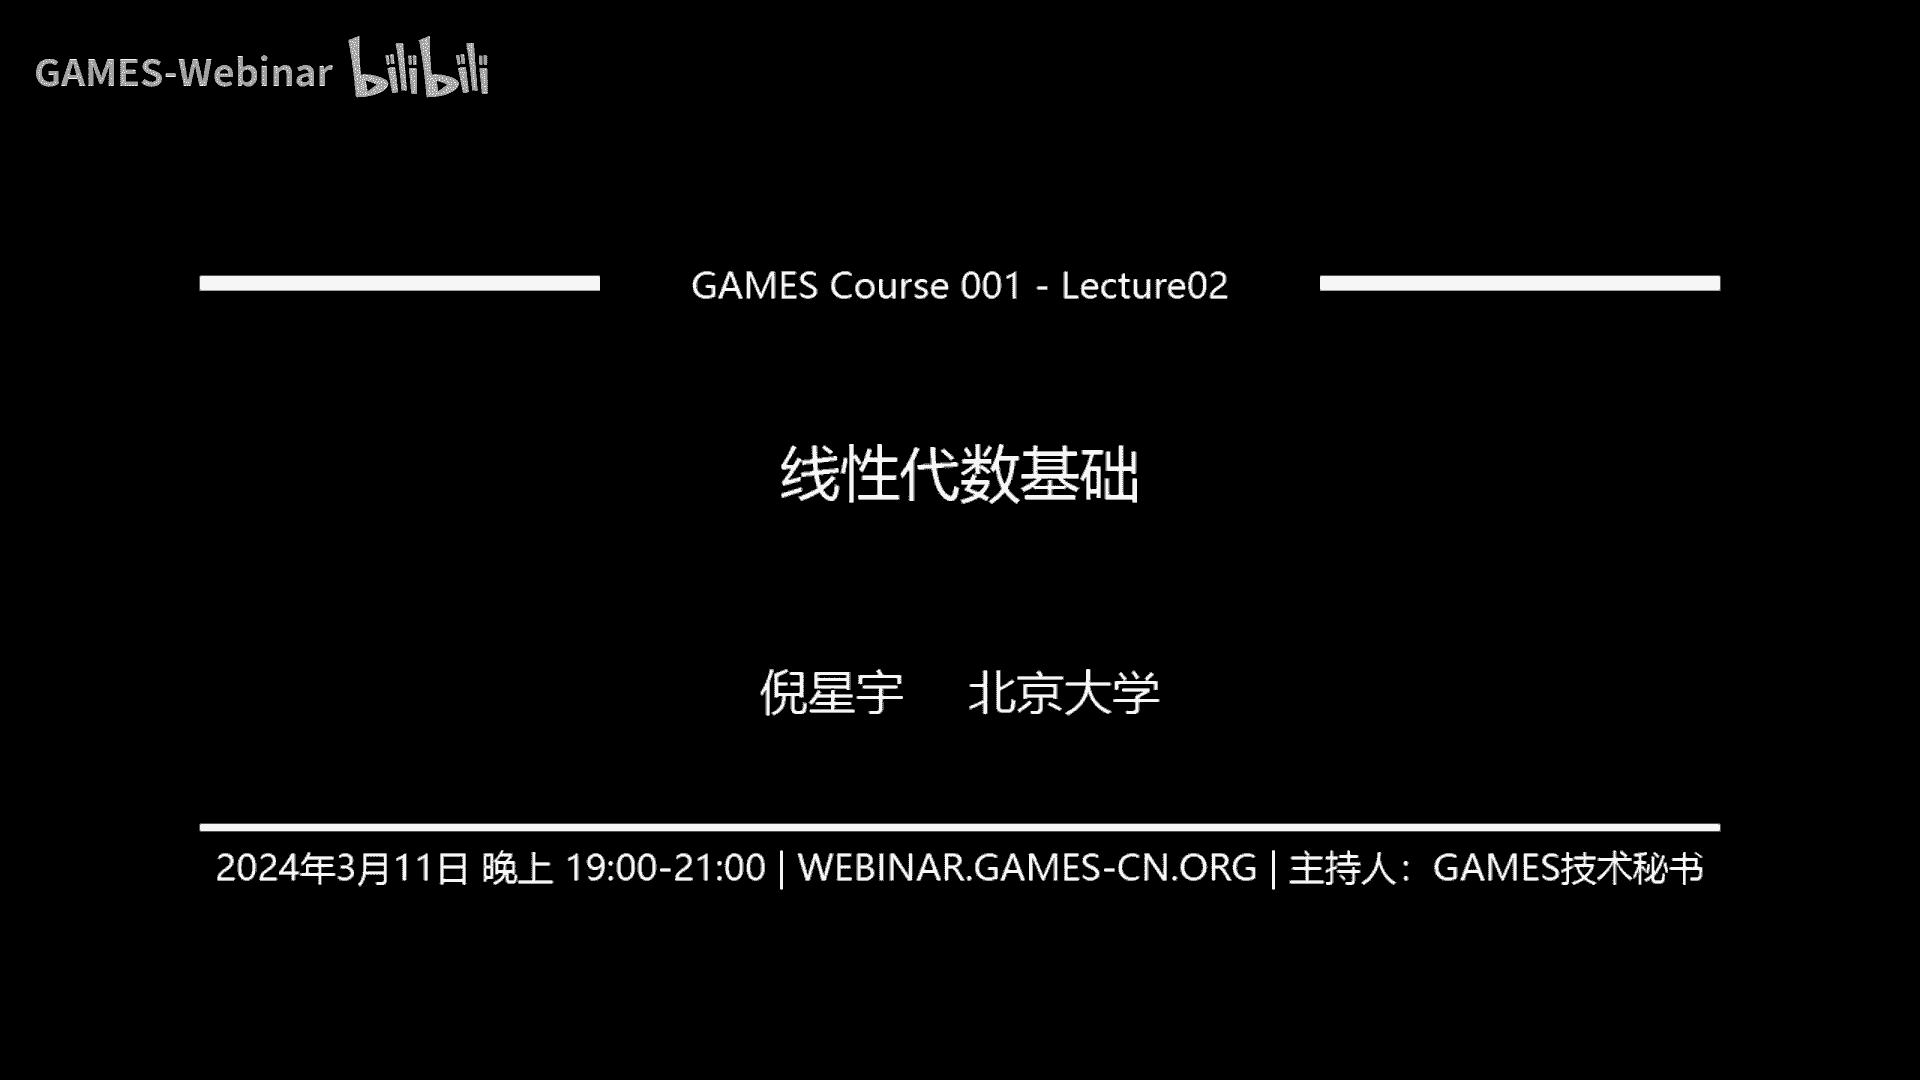 GAMES-Webinar bilibili
GAMES Course 001 - Lecture02
线性代数基础
倪星宇 北京大学
2024年3月11日 晚上 19:00-21:00 | WEBINAR.GAMES-CN.ORG | 主持人：GAMES技术秘书